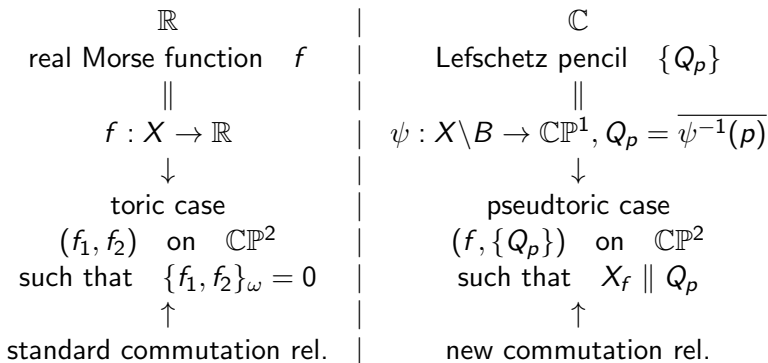 ℝ | ℂ
real Morse function f | Lefschetz pencil {Q_p}
∥ | ∥
f : X → ℝ | ψ : X\B → ℂℙ¹, Q_p = \overline{ψ⁻¹(p)}
↓ | ↓
toric case | pseudtoric case
(f₁, f₂) on ℂℙ² | (f, {Q_p}) on ℂℙ²
such that {f₁, f₂}_ω = 0 | such that X_f ∥ Q_p
↑ | ↑
standard commutation rel. | new commutation rel.